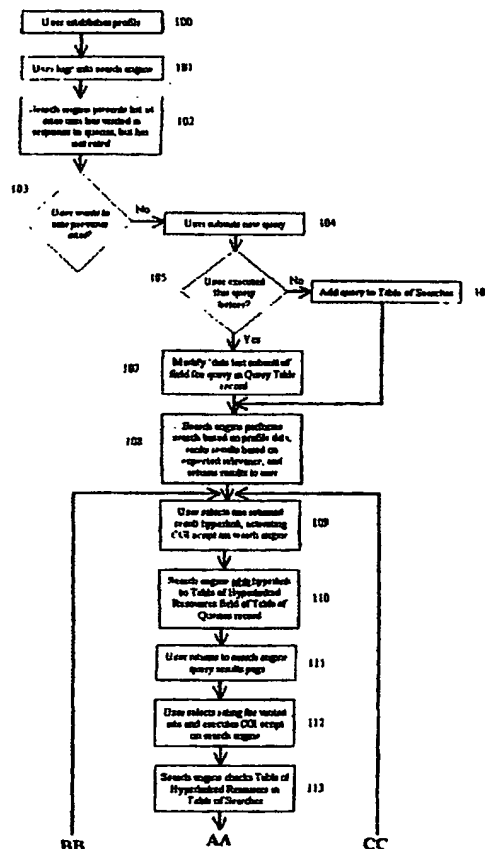 User establishes profile
100
User logs onto search engine
101
Search engine presents list of
sites user has visited in
response to queries, but has
not rated
102
103
User wants to
rate previous
sites?
No
User submits new query
104
105
User executed
this query
before?
No
Add query to Table of Searches
10
Yes
Modify "date last submitted"
field for query in Query Table
record
107
Search engine performs
search based on profile data,
ranks results based on
expected relevance, and
returns results to user
108
User selects one returned
result hyperlink, activating
CGI script on search engine
109
Search engine adds hyperlink
to Table of Hyperlinked
Resources field of Table of
Queries record
110
User returns to search engine
query results page
111
User selects rating for visited
site and executes CGI script
on search engine
112
Search engine checks Table of
Hyperlinked Resources in
Table of Searches
113
BB
AA
CC